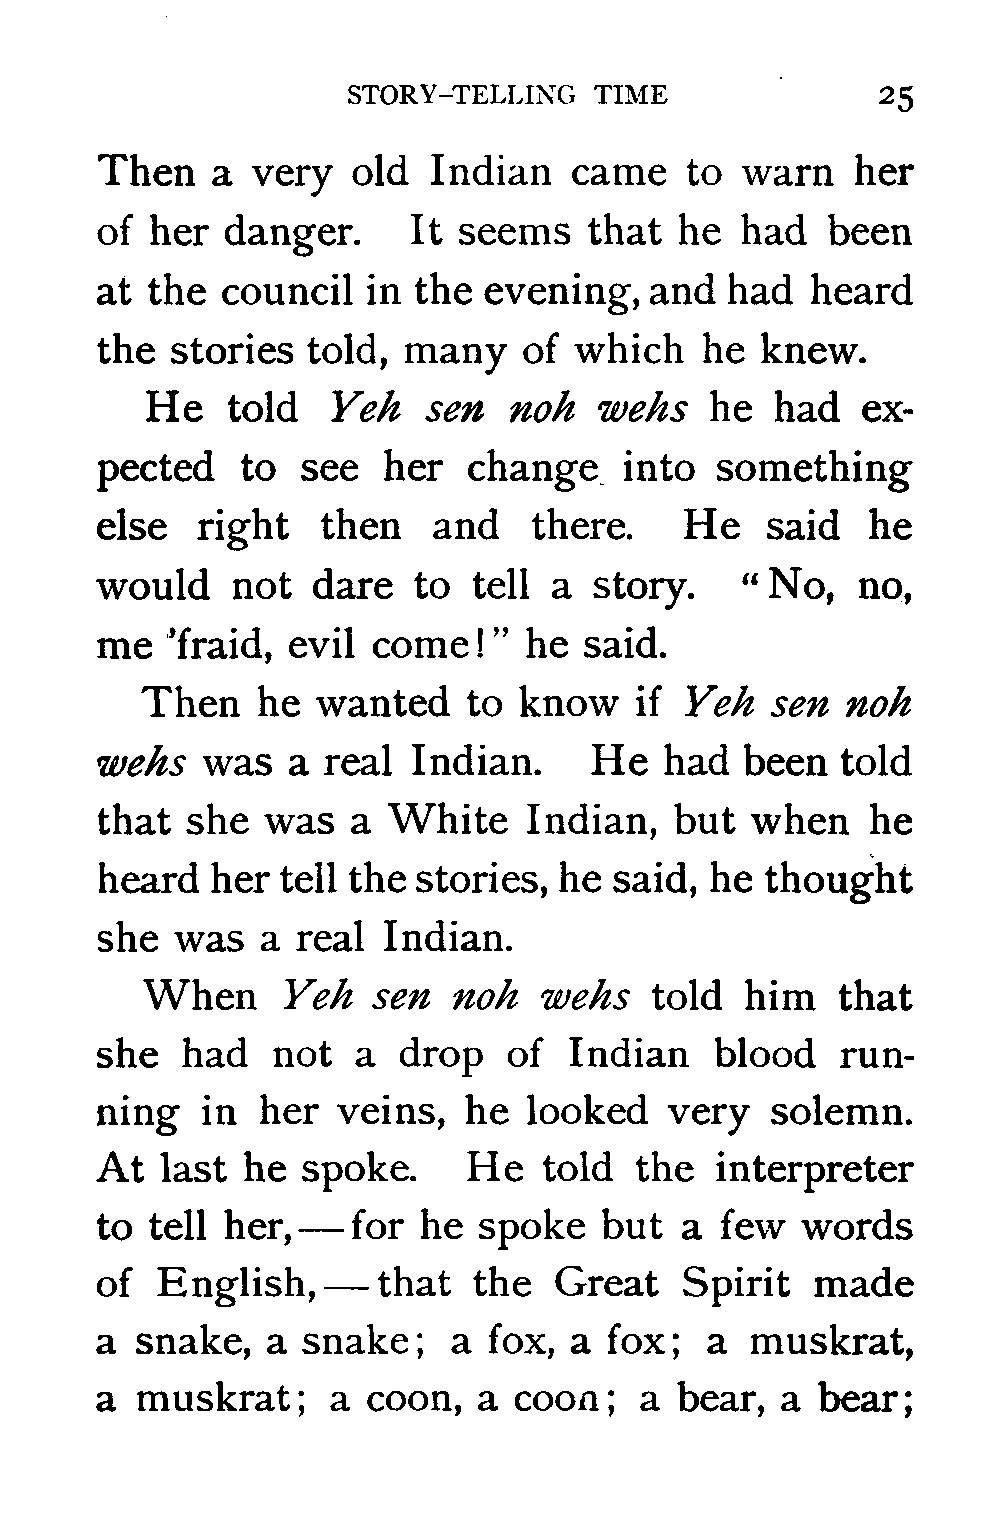 STORY-TELLING TIME 25
Then a very old Indian came to warn her
of her danger. It seems that he had been
at the council in the evening, and had heard
the stories told, many of which he knew.
He told Yeh sen noh wehs he had ex-
pected to see her change into something
else right then and there. He said he
would not dare to tell a story. "No, no,
me 'fraid, evil come!" he said.
Then he wanted to know if Yeh sen noh
wehs was a real Indian. He had been told
that she was a White Indian, but when he
heard her tell the stories, he said, he thought
she was a real Indian.
When Yeh sen noh wehs told him that
she had not a drop of Indian blood run-
ning in her veins, he looked very solemn.
At last he spoke. He told the interpreter
to tell her,—for he spoke but a few words
of English,—that the Great Spirit made
a snake, a snake; a fox, a fox; a muskrat,
a muskrat; a coon, a coon; a bear, a bear;